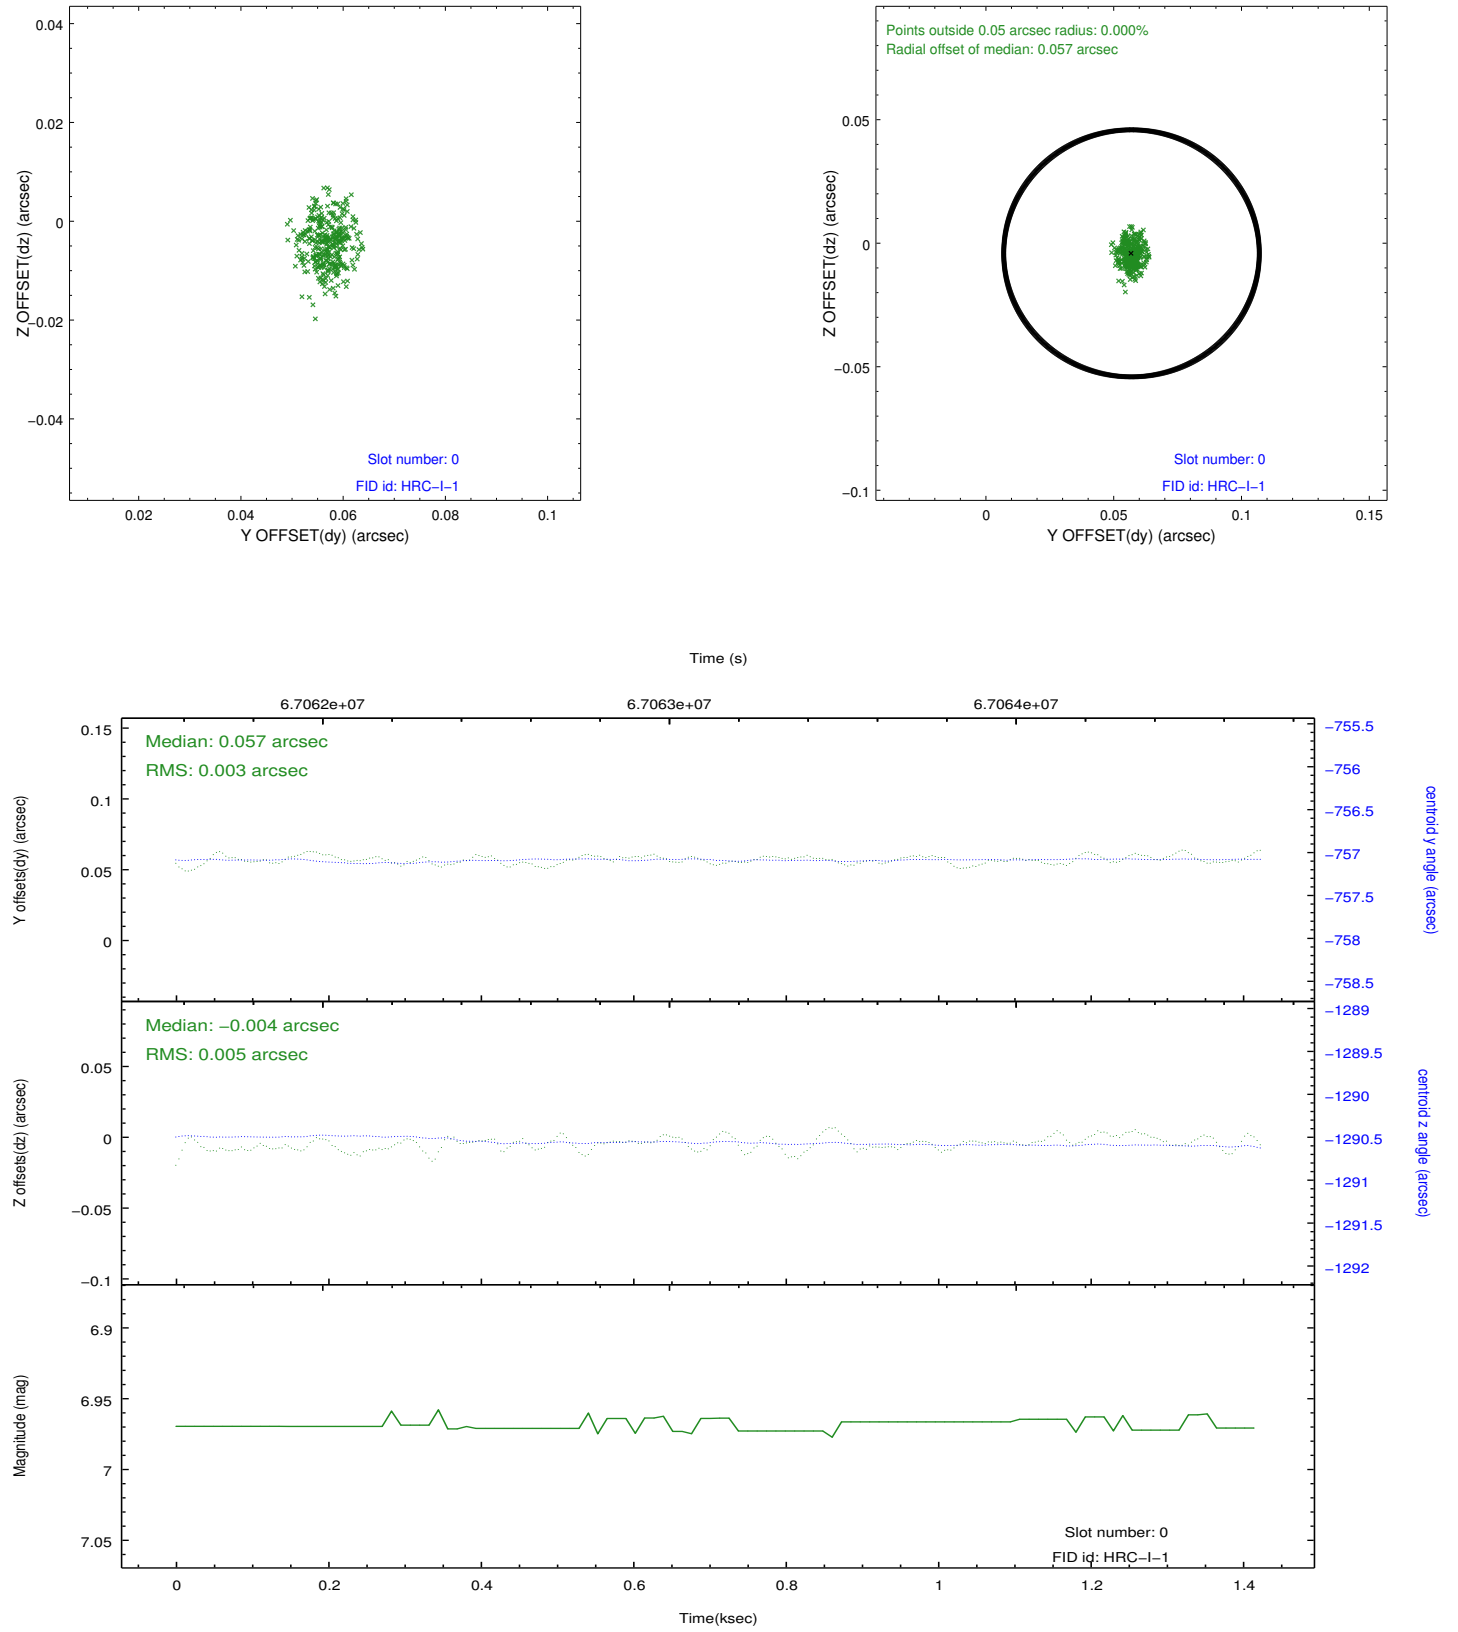 0.04
0.02
0
−0.02
−0.04
Z OFFSET(dz) (arcsec)
Slot number: 0
FID id: HRC−I−1
0.02 0.04 0.06 0.08 0.1
Y OFFSET(dy) (arcsec)
Points outside 0.05 arcsec radius: 0.000%
Radial offset of median: 0.057 arcsec
0.05
0
−0.05
−0.1
Z OFFSET(dz) (arcsec)
Slot number: 0
FID id: HRC−I−1
0 0.05 0.1 0.15
Y OFFSET(dy) (arcsec)
Time (s)
6.7062e+07 6.7063e+07 6.7064e+07
Median: 0.057 arcsec
RMS: 0.003 arcsec
0.15
0.1
0.05
0
Y offsets(dy) (arcsec)
−755.5
−756
−756.5
−757
−757.5
−758
−758.5
centroid y angle (arcsec)
Median: −0.004 arcsec
RMS: 0.005 arcsec
0.05
0
−0.05
−0.1
Z offsets(dz) (arcsec)
−1289
−1289.5
−1290
−1290.5
−1291
−1291.5
−1292
centroid z angle (arcsec)
6.9
6.95
7
7.05
Magnitude (mag)
Slot number: 0
FID id: HRC−I−1
0 0.2 0.4 0.6 0.8 1 1.2 1.4
Time(ksec)